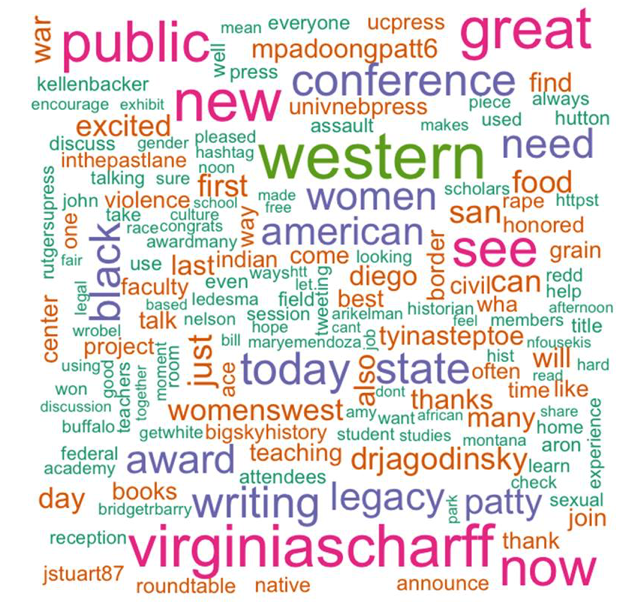 war
public
mean
everyone
ucpress
great
well
mpadoongpatt6
press
conference
find
kellenbacker
encourage exhibit
new
univnebpress
piece
always
used
hutton
excited
assault
makes
discuss
gender
pleased
hashtag
noon
western
need
inthepastlane
talking
sure
first
made
free
women
scholars
food
rape
httpst
rutgersupress
john
violence
school
take
culture
way
san
honored
one
black
race
congrats
american
awardmany
border
see
grain
fair
use
last
indian
come
looking
wayshtt
even
let
diego
civil
can
redd
help
legal
faculty
based
ledesma
field
best
tweeting
historian
wha
afternoon
center
talk
nelson
session
arikelman
feel
members
title
wrobel
hope
cant
bill
marymendoza
job
tyinasteptoe
nfousekis
project
just
moment
room
today
also
state
hist
often
will
hard
using
good
teachers
together
ace
read
won
dont
thanks
time
like
discussion
womenswest
amy
want
african
many
share
home
buffalo
getwhite
bigskyhistory
student
studies
montana
aron
experience
federal
academy
award
teaching
drjagodinsky
learn
attendees
check
day
books
bridgetrbarry
writing
legacy
park
patty
sexual
join
reception
virginiascharff
thank
now
jstuart87
roundtable
native
announce